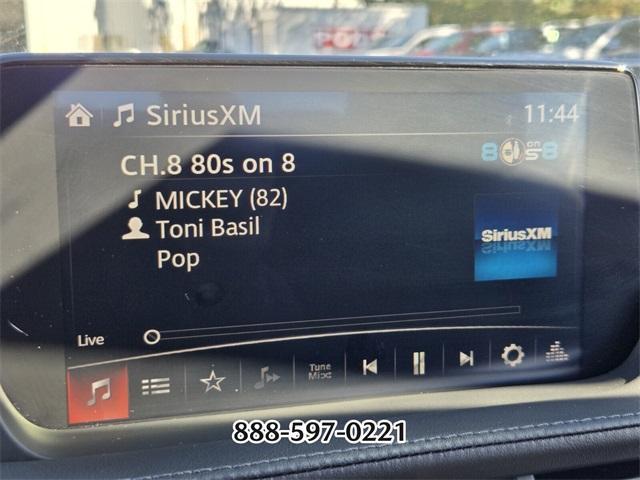 SiriusXM 11:44
80s on 8
CH.8 80s on 8
MICKEY (82)
Toni Basil
Pop
SiriusXM
Live
Tune
Mix
888-597-0221